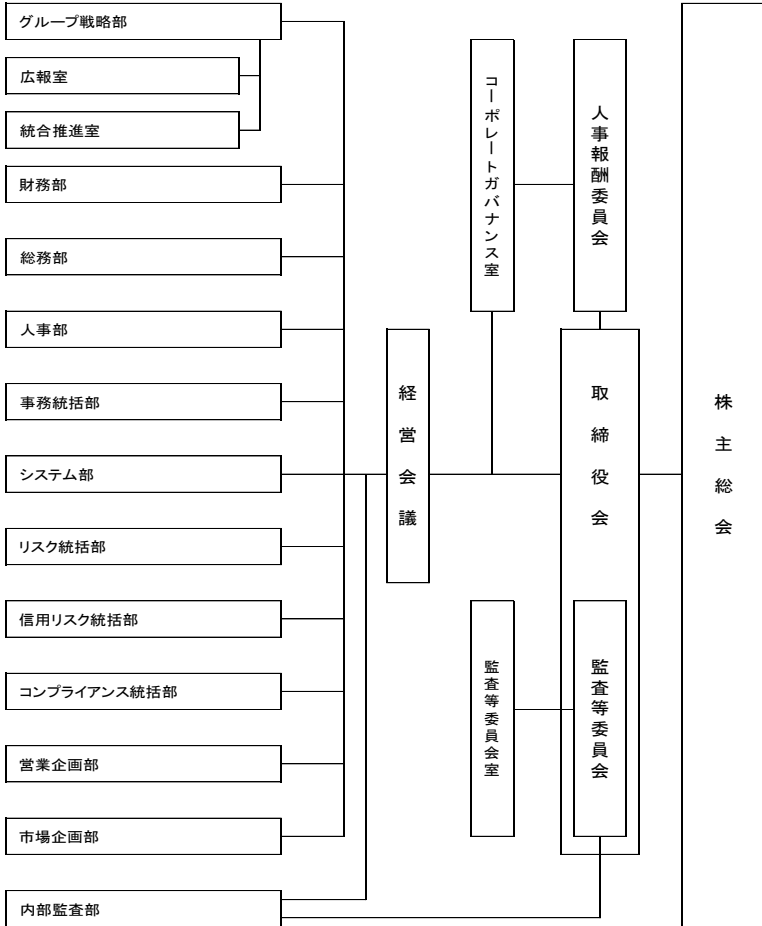 グループ戦略部
広報室
統合推進室
財務部
総務部
人事部
事務統括部
システム部
リスク統括部
信用リスク統括部
コンプライアンス統括部
営業企画部
市場企画部
内部監査部
経営会議
コーポレートガバナンス室
監査等委員会室
人事報酬委員会
取締役会
監査等委員会
株主総会